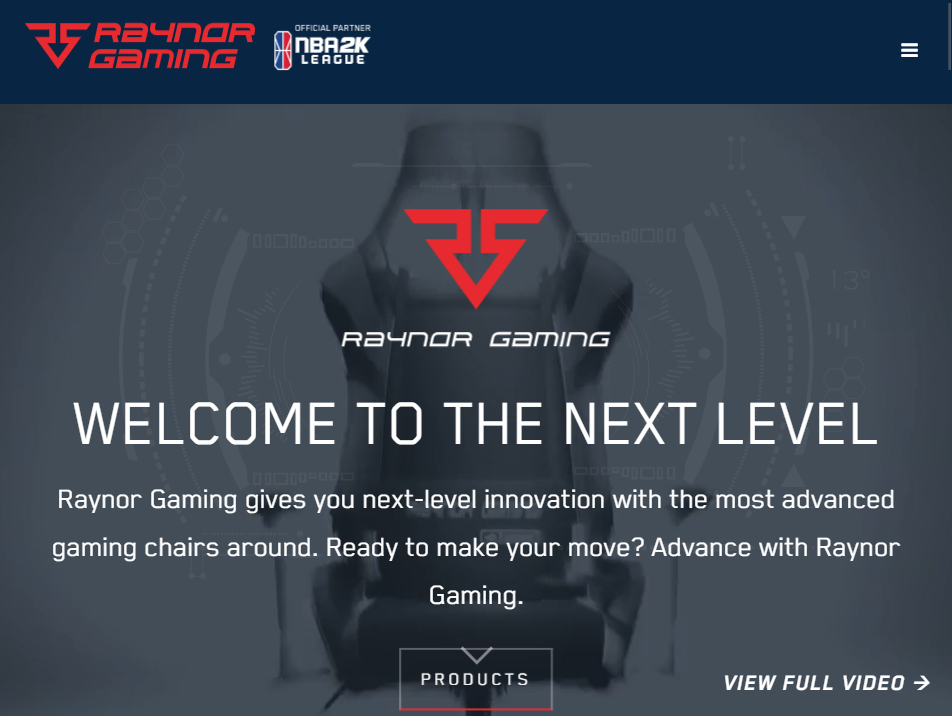 RAYNOR
GAMING
OFFICIAL PARTNER
NBA2K
LEAGUE
13°
RAYNOR GAMING
WELCOME TO THE NEXT LEVEL
Raynor Gaming gives you next-level innovation with the most advanced
gaming chairs around. Ready to make your move? Advance with Raynor
Gaming.
PRODUCTS
VIEW FULL VIDEO →